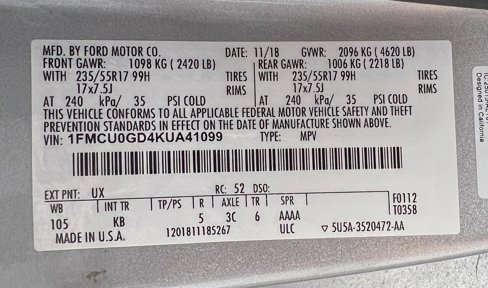 MFD. BY FORD MOTOR CO. DATE: 11/18 GVWR: 2096 KG ( 4620 LB)
FRONT GAWR: 1098 KG ( 2420 LB) REAR GAWR: 1006 KG ( 2218 LB)
WITH 235/55R17 99H TIRES WITH 235/55R17 99H TIRES
17x7.5J RIMS 17x7.5J RIMS
AT 240 kPa/ 35 PSI COLD AT 240 kPa/ 35 PSI COLD
THIS VEHICLE CONFORMS TO ALL APPLICABLE FEDERAL MOTOR VEHICLE SAFETY AND THEFT
PREVENTION STANDARDS IN EFFECT ON THE DATE OF MANUFACTURE SHOWN ABOVE.
VIN: 1FMCU0GD4KUA41099 TYPE: MPV
EXT PNT: UX RC: 52 DSO:
WB INT TR TP/PS R AXLE TR SPR F0112
105 KB 5 3C 6 AAAA T0358
MADE IN U.S.A. 1201811185267 ULC ▽ 5U5A-3520472-AA
Designed in California